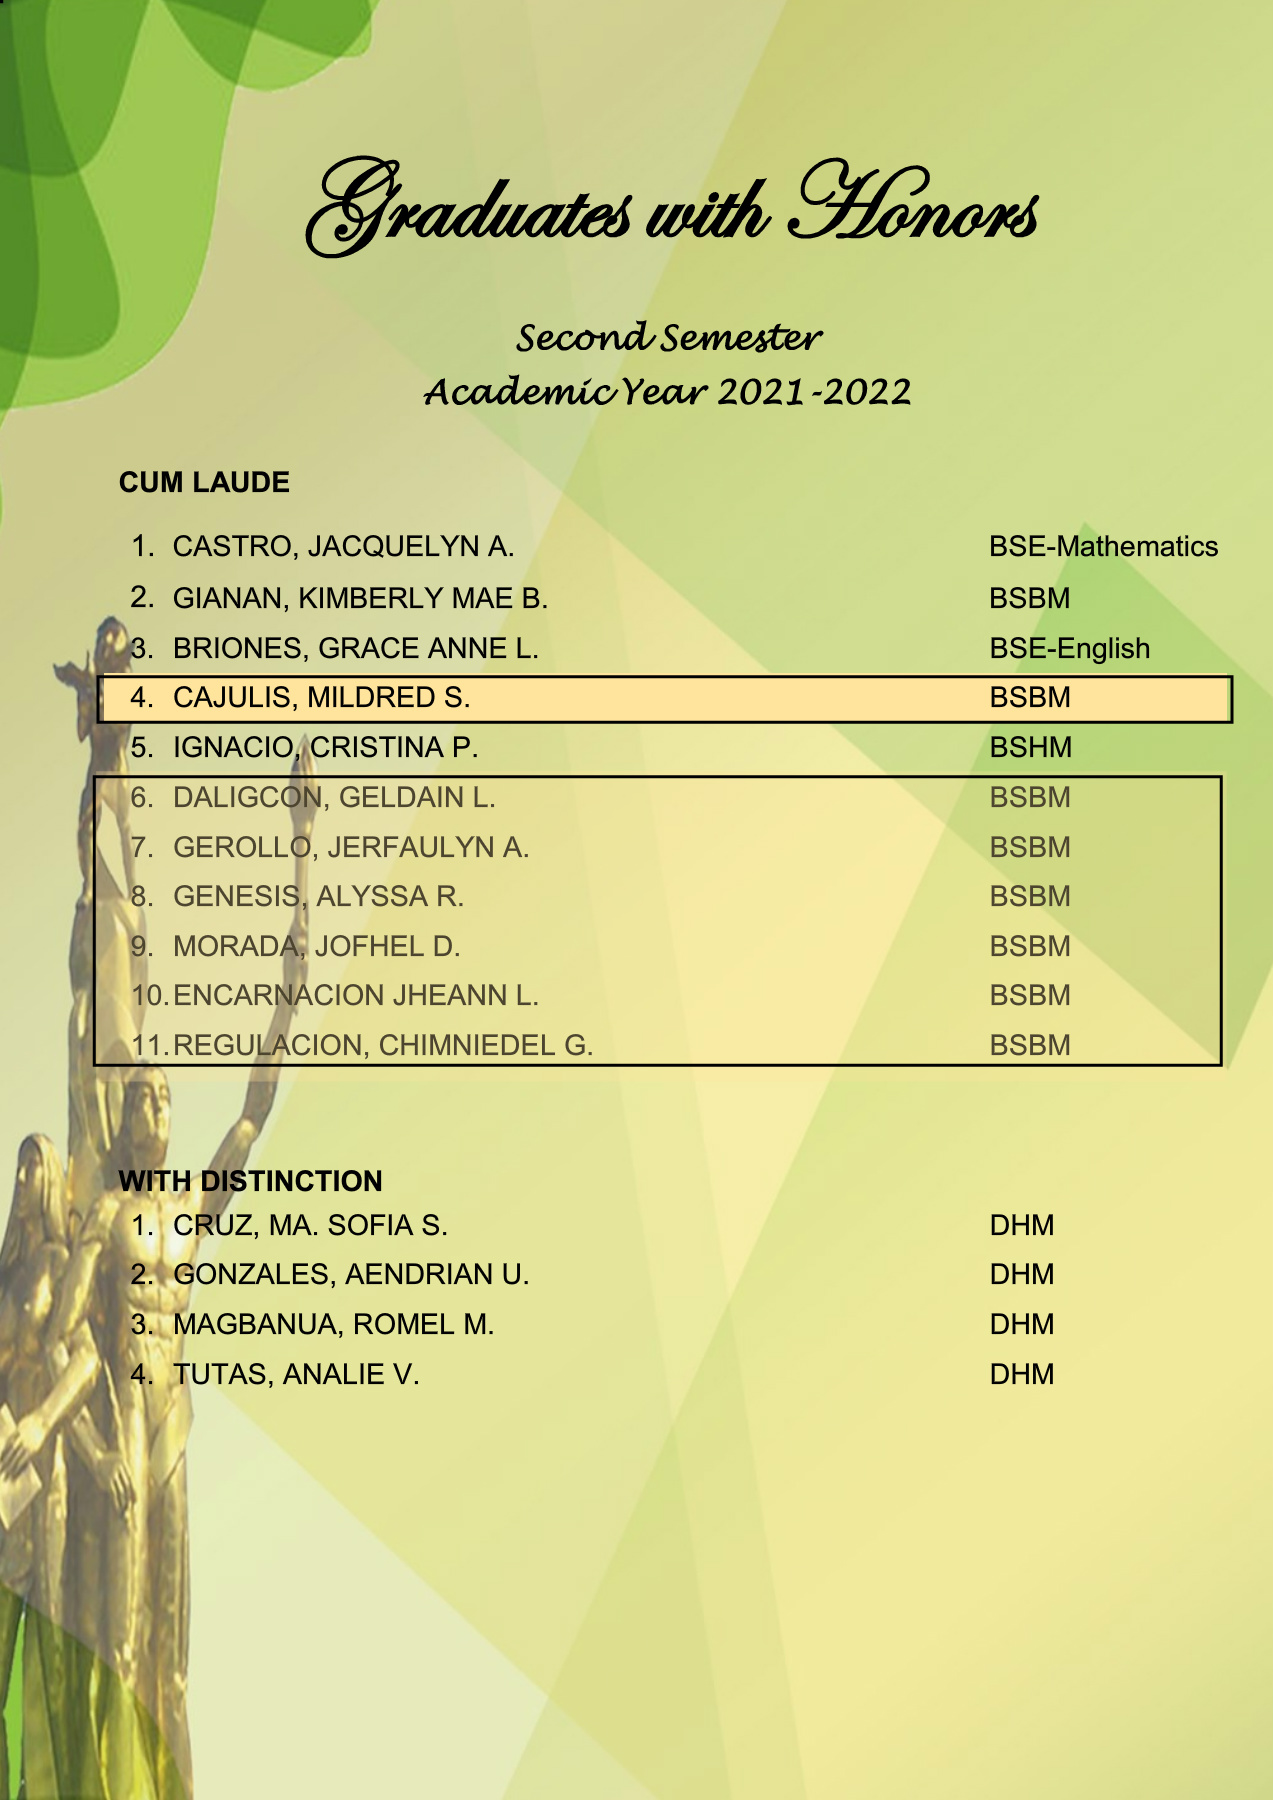 Graduates with Honors
Second Semester
Academic Year 2021-2022
CUM LAUDE
1. CASTRO, JACQUELYN A. BSE-Mathematics
2. GIANAN, KIMBERLY MAE B. BSBM
3. BRIONES, GRACE ANNE L. BSE-English
4. CAJULIS, MILDRED S. BSBM
5. IGNACIO, CRISTINA P. BSHM
6. DALIGCON, GELDAIN L. BSBM
7. GEROLLO, JERFAULYN A. BSBM
8. GENESIS, ALYSSA R. BSBM
9. MORADA, JOFHEL D. BSBM
10. ENCARNACION JHEANN L. BSBM
11. REGULACION, CHIMNIEDEL G. BSBM
WITH DISTINCTION
1. CRUZ, MA. SOFIA S. DHM
2. GONZALES, AENDRIAN U. DHM
3. MAGBANUA, ROMEL M. DHM
4. TUTAS, ANALIE V. DHM